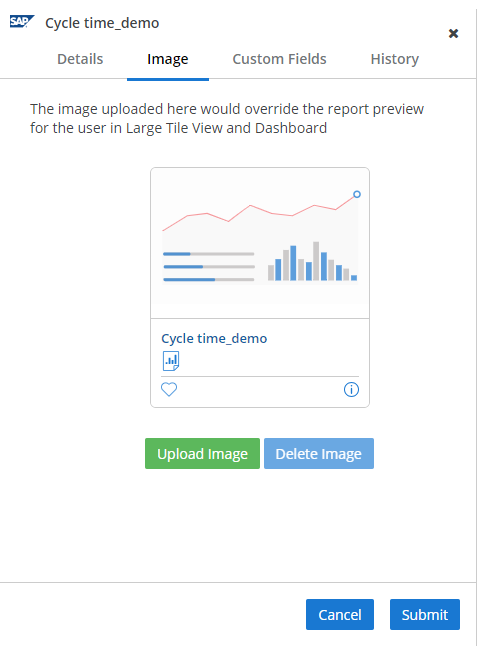 SAP Cycle time_demo
Details Image Custom Fields History
The image uploaded here would override the report preview
for the user in Large Tile View and Dashboard
Cycle time_demo
Upload Image Delete Image
Cancel Submit